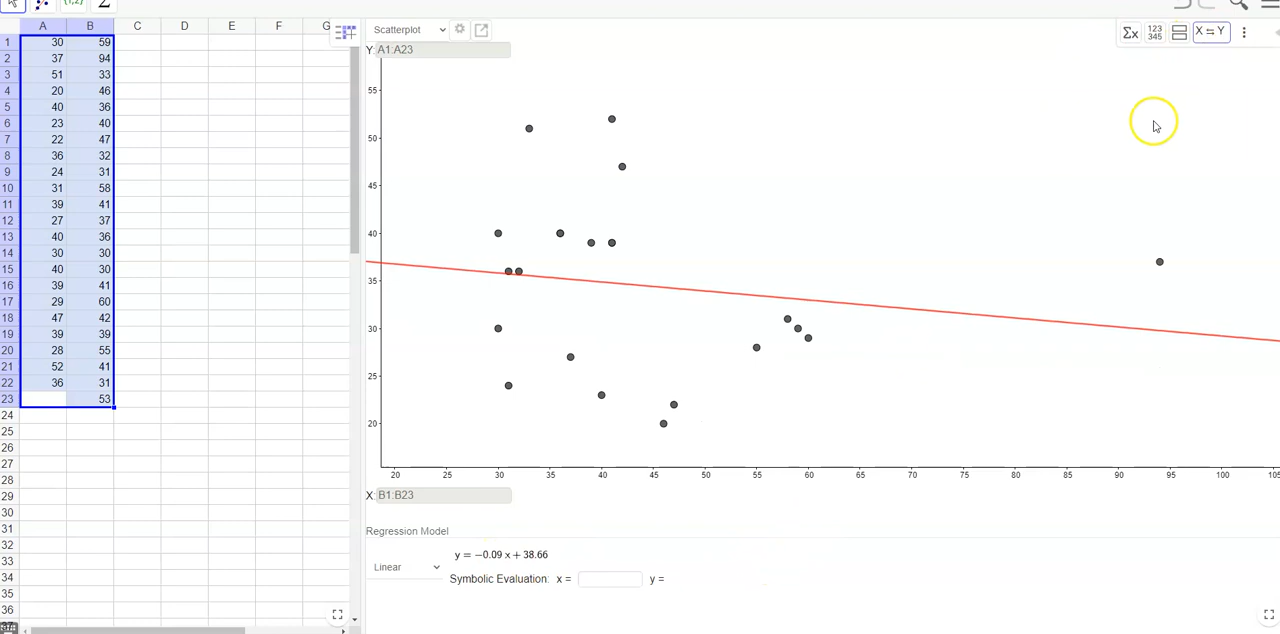 {1,2} Σ
A B C D E F G
Scatterplot
Σx 123 345 X ⇆ Y
Y: A1:A23
1 30 59
2 37 94
3 51 33
4 20 46
5 40 36
6 23 40
7 22 47
8 36 32
9 24 31
10 31 58
11 39 41
12 27 37
13 40 36
14 30 30
15 40 30
16 39 41
17 29 60
18 47 42
19 39 39
20 28 55
21 52 41
22 36 31
23 53
24
25
26
27
28
29
30
31
32
33
34
35
36
55
50
45
40
35
30
25
20
20 25 30 35 40 45 50 55 60 65 70 75 80 85 90 95 100 105
X: B1:B23
Regression Model
y = −0.09 x + 38.66
Linear
Symbolic Evaluation: x = y =